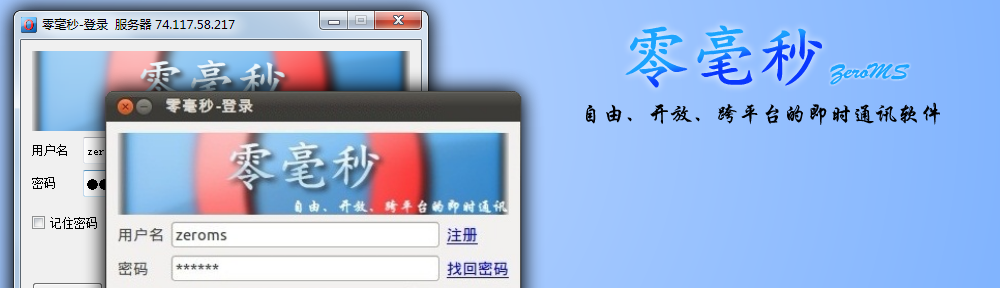 零毫秒-登录 服务器 74.117.58.217
零毫秒
用户名 zer
密码
记住密码
零毫秒-登录
零毫秒
自由、开放、跨平台的即时通讯
用户名 zeroms 注册
密码 ****** 找回密码
零毫秒 ZeroMS
自由、开放、跨平台的即时通讯软件